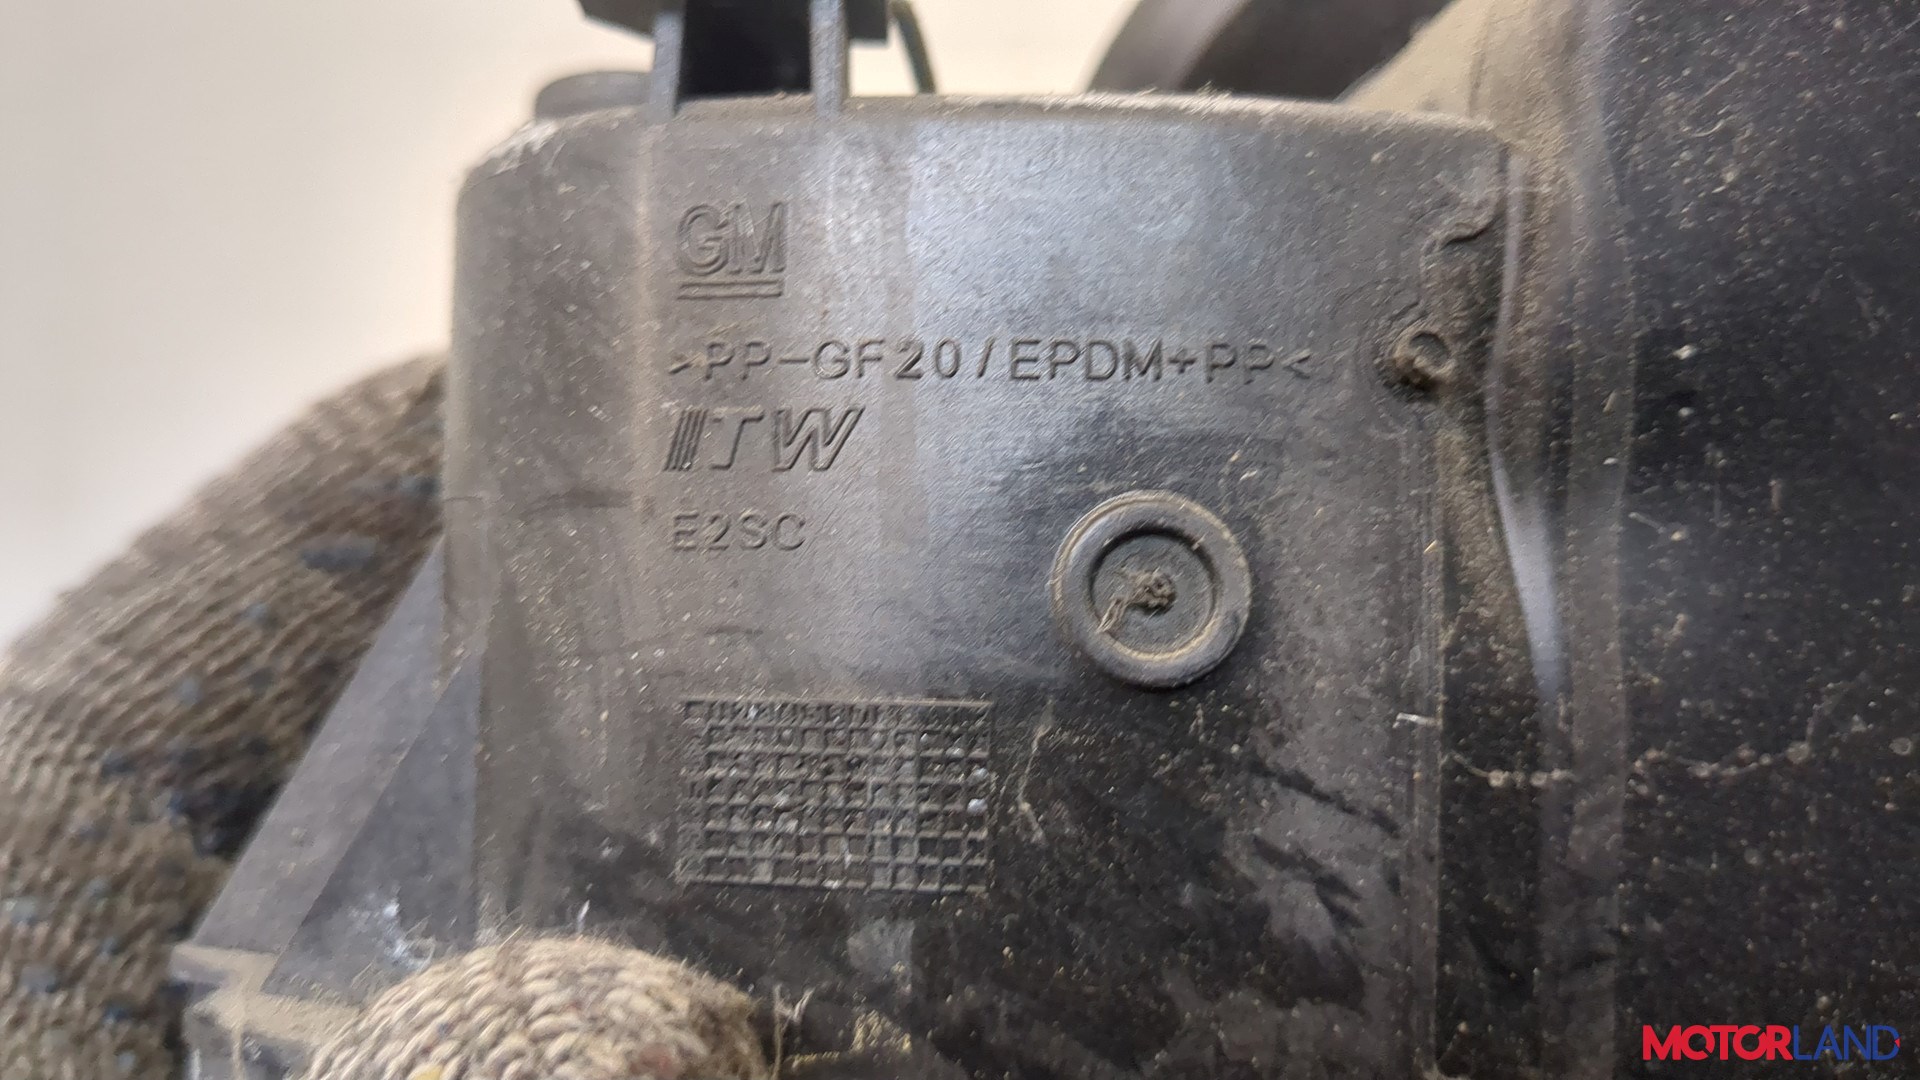 GM
>PP-GF20/EPDM+PP<
ITW
E2SC
MOTORLAND